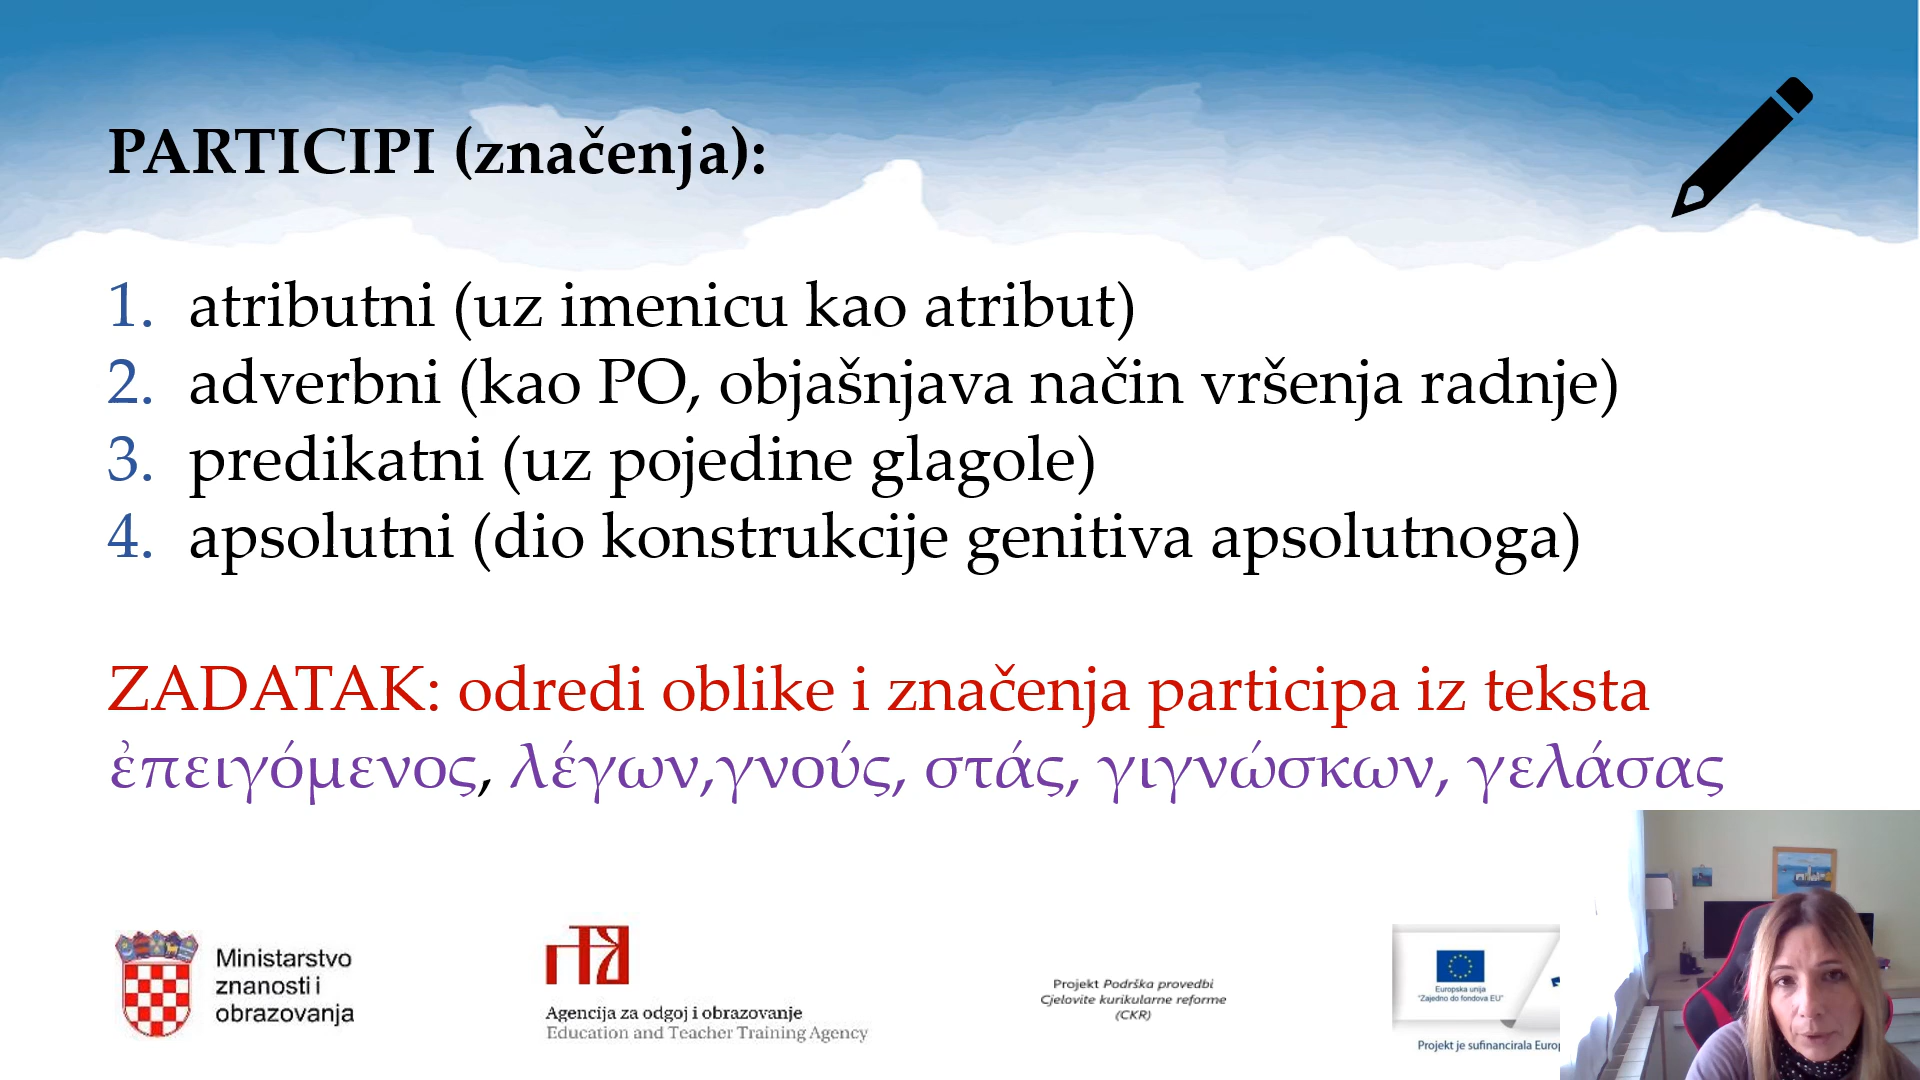 PARTICIPI (značenja):
1. atributni (uz imenicu kao atribut)
2. adverbni (kao PO, objašnjava način vršenja radnje)
3. predikatni (uz pojedine glagole)
4. apsolutni (dio konstrukcije genitiva apsolutnoga)
ZADATAK: odredi oblike i značenja participa iz teksta
ἐπειγόμενος, λέγων,γνούς, στάς, γιγνώσκων, γελάσας
Ministarstvo
znanosti i
obrazovanja
Agencija za odgoj i obrazovanje
Education and Teacher Training Agency
Projekt Podrška provedbi
Cjelovite kurikularne reforme
(CKR)
Europska unija
"Zajedno do fondova EU"
Projekt je sufinancirala